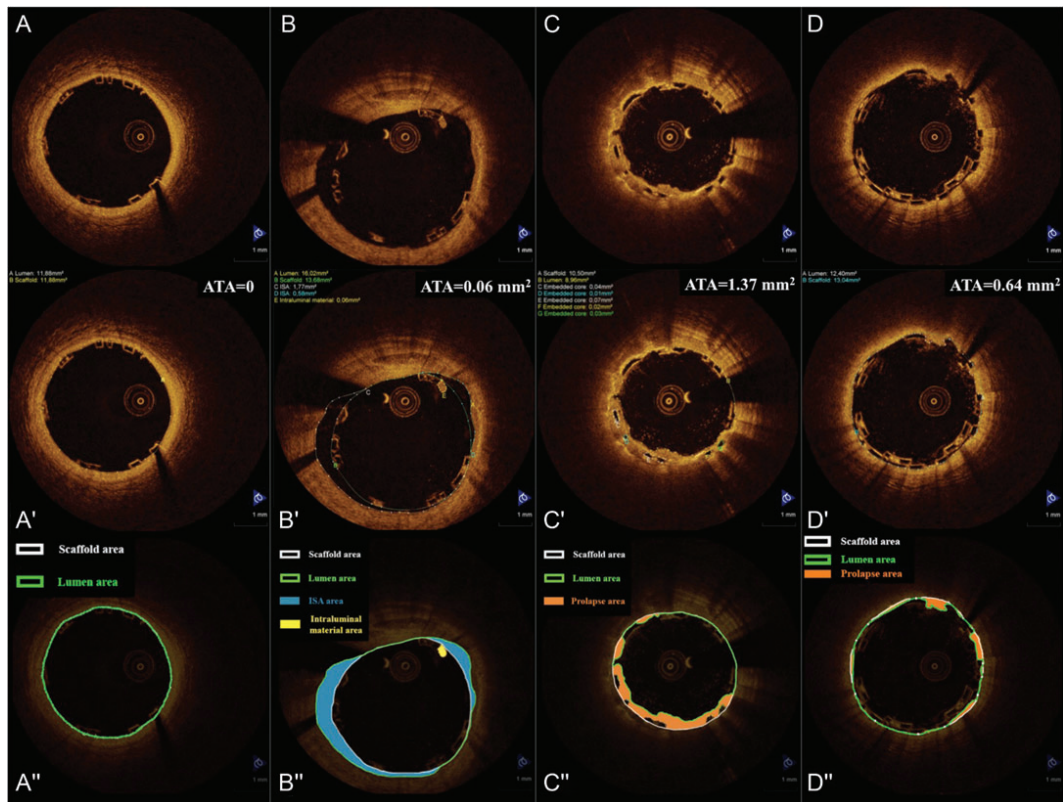 A
B
C
D
1 mm
1 mm
1 mm
1 mm
A Lumen: 11,88mm²
B Scaffold: 11,88mm²
ATA=0
A Lumen: 16,02mm²
B Scaffold: 13,68mm²
C ISA: 1,77mm²
D ISA: 0,58mm²
E Intraluminal material: 0,06mm²
ATA=0.06 mm²
A Scaffold: 10,50mm²
B Lumen: 8,96mm²
C Embedded core: 0,04mm²
D Embedded core: 0,01mm²
E Embedded core: 0,07mm²
F Embedded core: 0,02mm²
G Embedded core: 0,03mm²
ATA=1.37 mm²
A Lumen: 12,40mm²
B Scaffold: 13,04mm²
ATA=0.64 mm²
C
1 mm
1 mm
1 mm
1 mm
A'
B'
C'
D'
Scaffold area
Lumen area
Scaffold area
Lumen area
ISA area
Intraluminal
material area
Scaffold area
Lumen area
Prolapse area
Scaffold area
Lumen area
Prolapse area
1 mm
1 mm
1 mm
1 mm
A"
B"
C"
D"